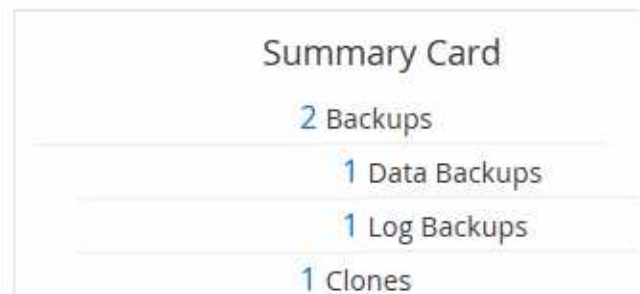 Summary Card
2 Backups
1 Data Backups
1 Log Backups
1 Clones